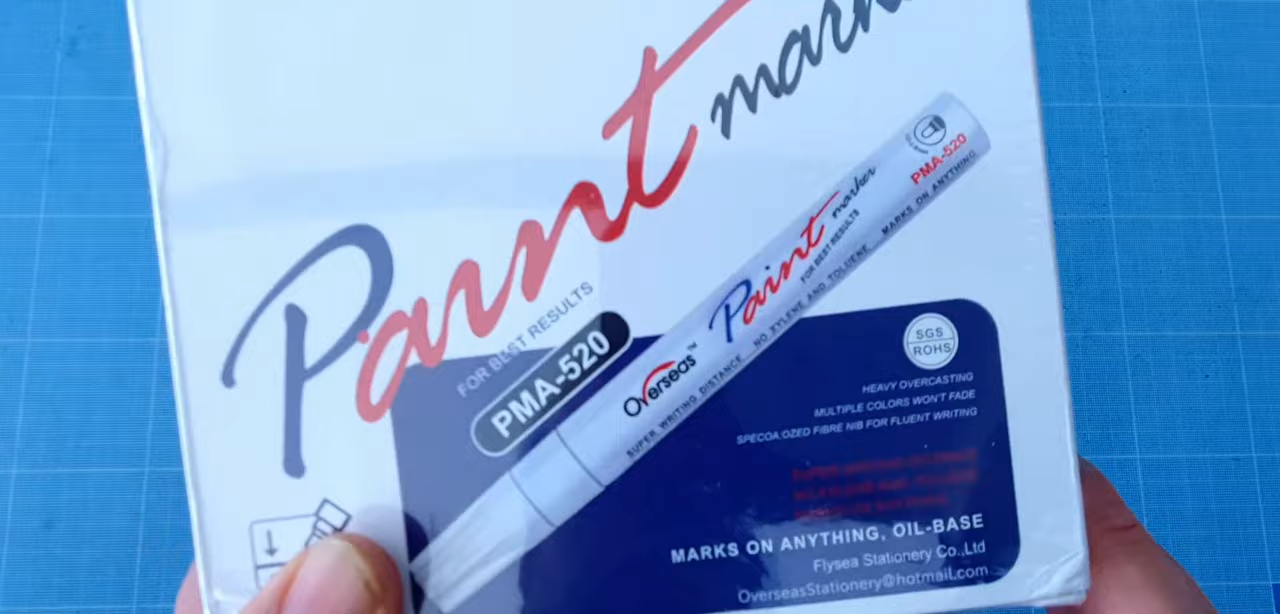 Paint
marker
FOR BEST RESULTS
PMA-520
PMA-520
Overseas™ Paint marker
FOR BEST RESULTS
SUPER WRITING DISTANCE NO XYLENE AND TOLUENE MARKS ON ANYTHING
SGS
ROHS
HEAVY OVERCASTING
MULTIPLE COLORS WON'T FADE
SPECOA.OZED FIBRE NIB FOR FLUENT WRITING
MARKS ON ANYTHING, OIL-BASE
Flysea Stationery Co.,Ltd
OverseasStationery@hotmail.com